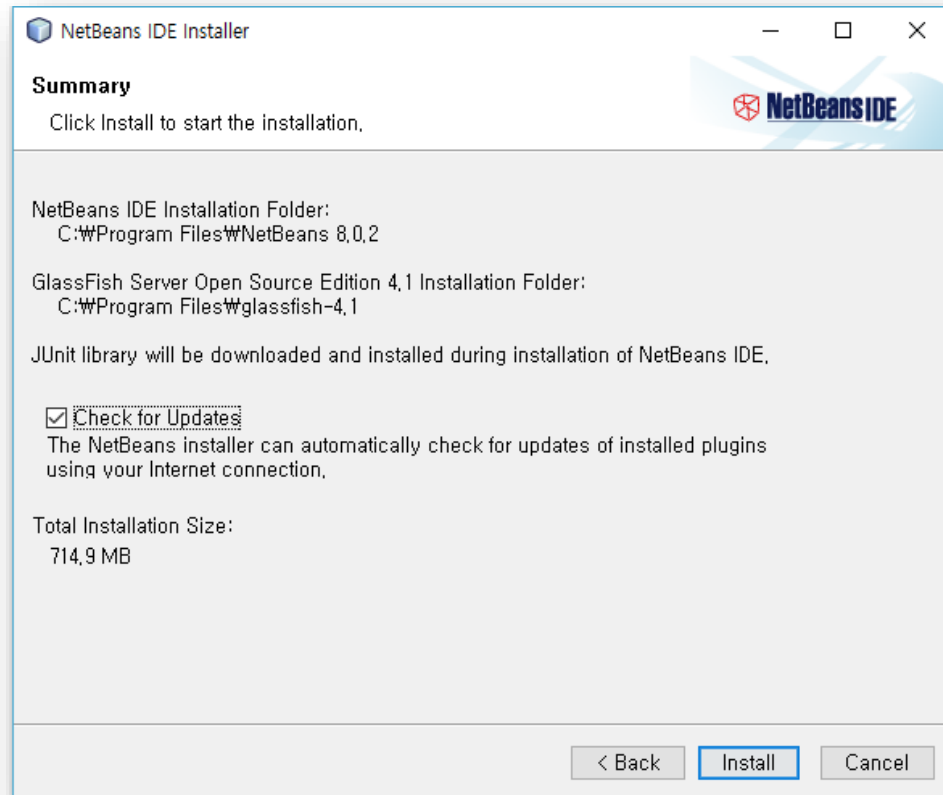 NetBeans IDE Installer
Summary
Click Install to start the installation.
NetBeans IDE
NetBeans IDE Installation Folder:
C:₩Program Files₩NetBeans 8.0.2
GlassFish Server Open Source Edition 4.1 Installation Folder:
C:₩Program Files₩glassfish-4.1
JUnit library will be downloaded and installed during installation of NetBeans IDE.
Check for Updates
The NetBeans installer can automatically check for updates of installed plugins
using your Internet connection.
Total Installation Size:
714.9 MB
< Back
Install
Cancel